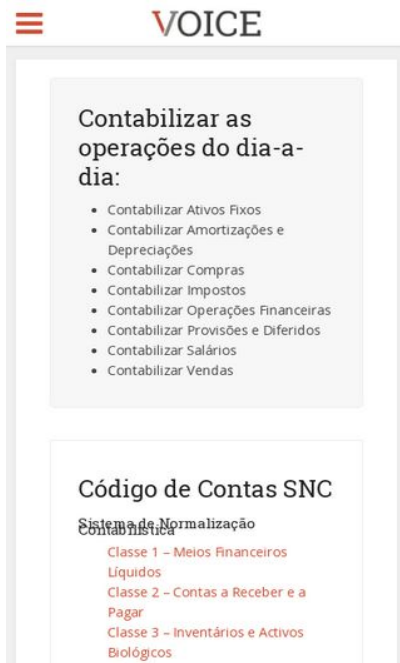 VOICE
Contabilizar as
operações do dia-a-
dia:
Contabilizar Ativos Fixos
Contabilizar Amortizações e
Depreciações
Contabilizar Compras
Contabilizar Impostos
Contabilizar Operações Financeiras
Contabilizar Provisões e Diferidos
Contabilizar Salários
Contabilizar Vendas
Código de Contas SNC
Sistema de Normalização
Contabilística
Classe 1 – Meios Financeiros
Líquidos
Classe 2 – Contas a Receber e a
Pagar
Classe 3 – Inventários e Activos
Biológicos